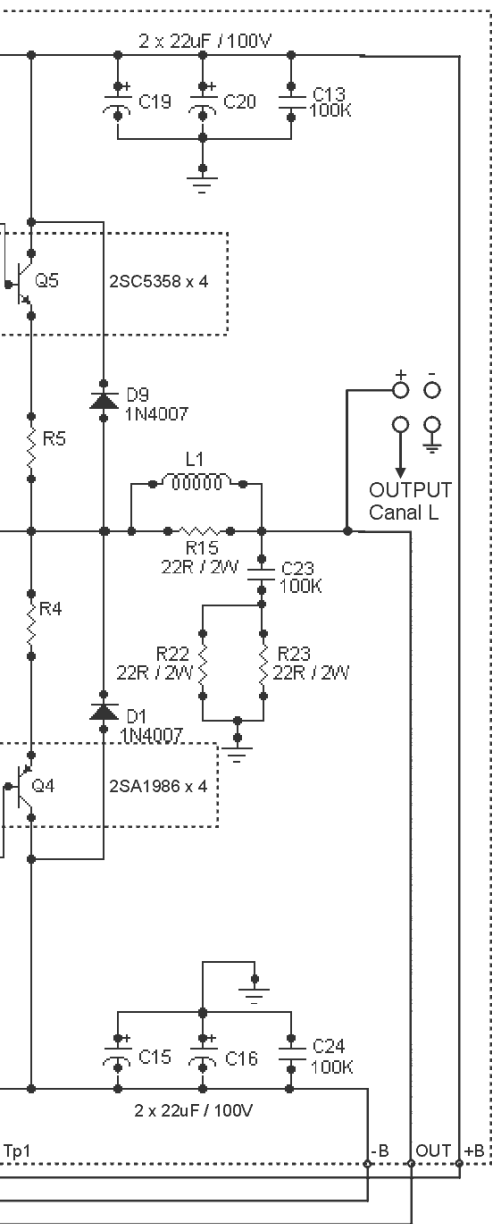 2 x 22uF / 100V
+
C19
+
C20
C13
100K
Q5
2SC5358 x 4
D9
1N4007
+ -
R5
L1
00000
OUTPUT
Canal L
R15
22R / 2W
C23
100K
R4
R22
22R / 2W
R23
22R / 2W
D1
1N4007
Q4
2SA1986 x 4
+
C15
+
C16
C24
100K
2 x 22uF / 100V
Tp1
-B
OUT
+B